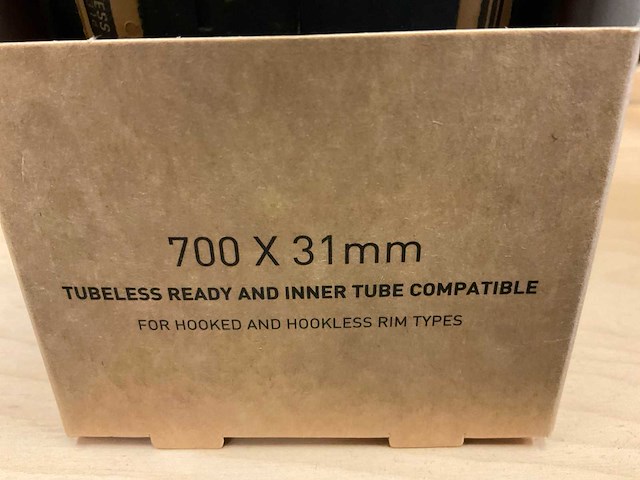 700 X 31mm
TUBELESS READY AND INNER TUBE COMPATIBLE
FOR HOOKED AND HOOKLESS RIM TYPES